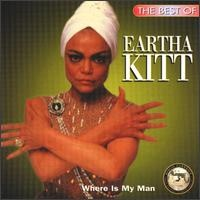 THE BEST OF
EARTHA
KITT
Where Is My Man